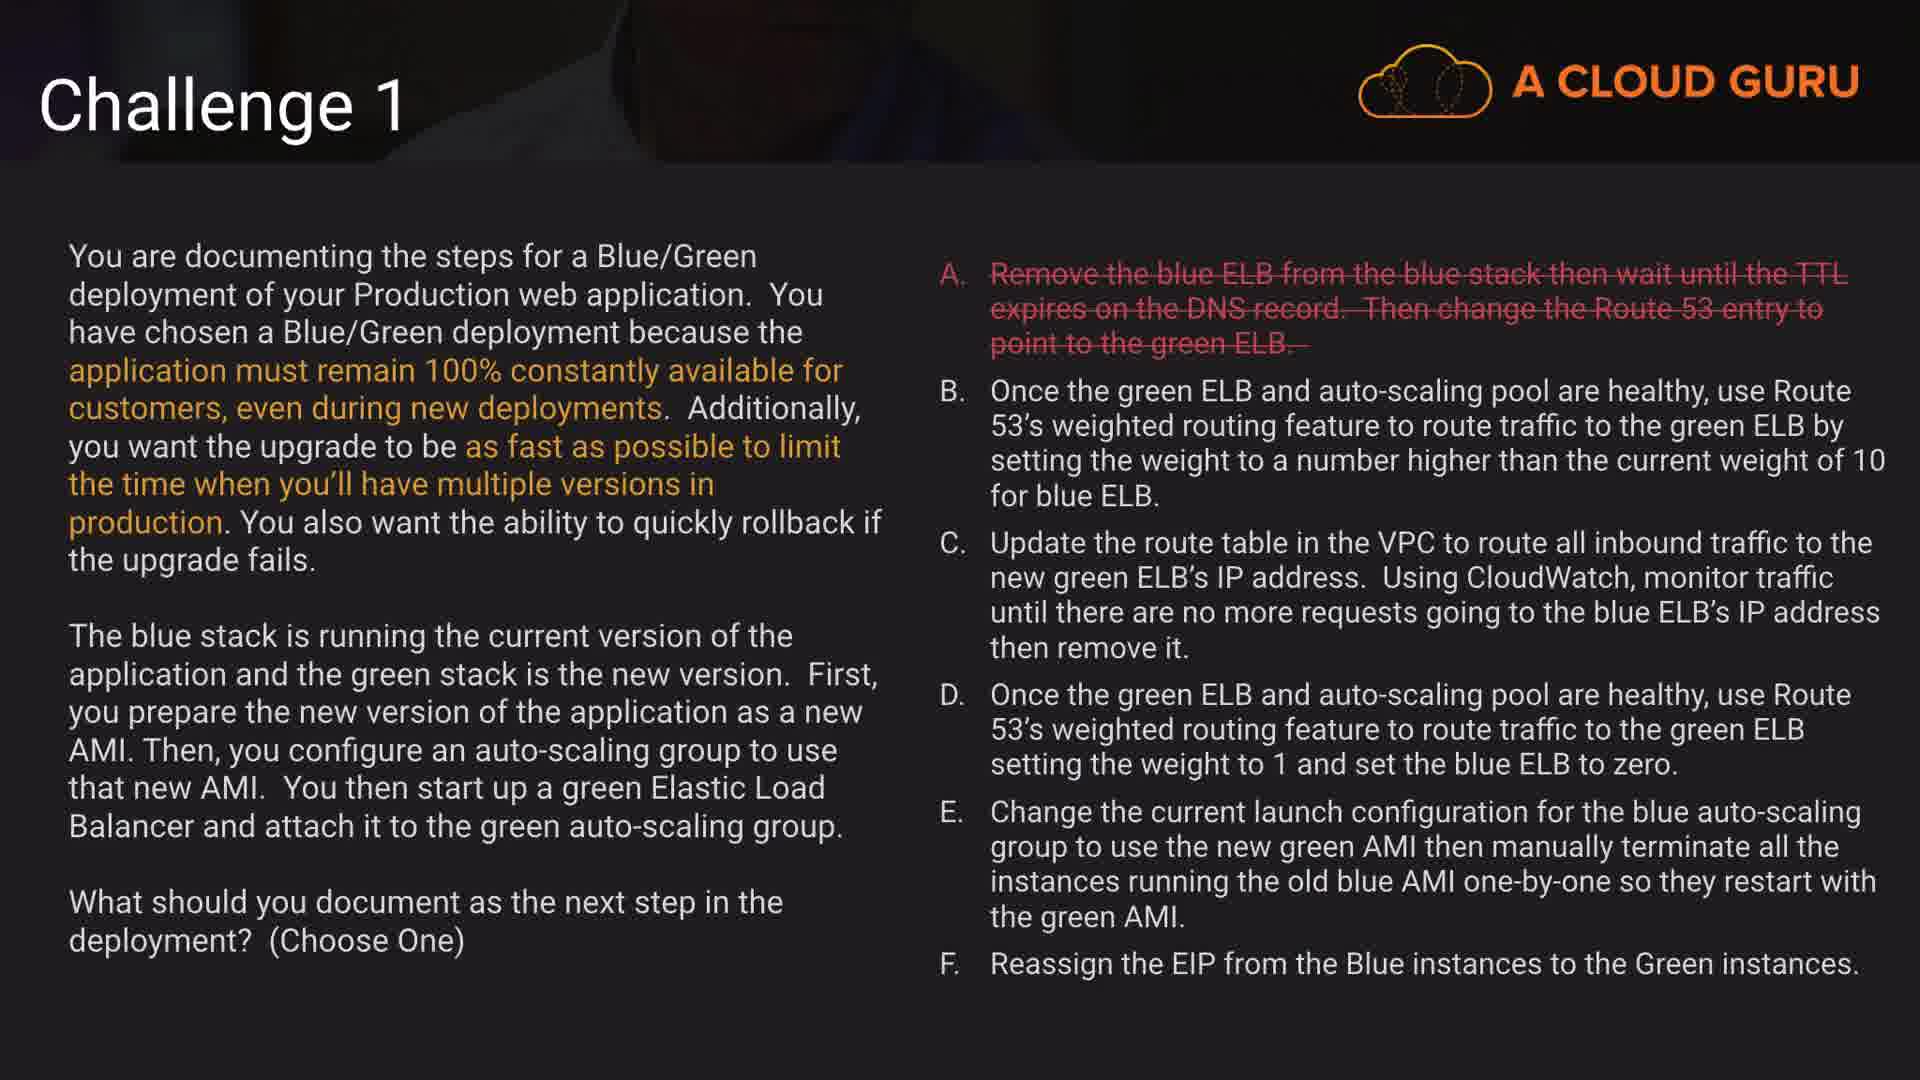 Challenge 1
A CLOUD GURU
You are documenting the steps for a Blue/Green
deployment of your Production web application.  You
have chosen a Blue/Green deployment because the
application must remain 100% constantly available for
customers, even during new deployments.  Additionally,
you want the upgrade to be as fast as possible to limit
the time when you'll have multiple versions in
production. You also want the ability to quickly rollback if
the upgrade fails.
The blue stack is running the current version of the
application and the green stack is the new version.  First,
you prepare the new version of the application as a new
AMI. Then, you configure an auto-scaling group to use
that new AMI.  You then start up a green Elastic Load
Balancer and attach it to the green auto-scaling group.
What should you document as the next step in the
deployment?  (Choose One)
A. Remove the blue ELB from the blue stack then wait until the TTL
expires on the DNS record.  Then change the Route 53 entry to
point to the green ELB.
B. Once the green ELB and auto-scaling pool are healthy, use Route
53's weighted routing feature to route traffic to the green ELB by
setting the weight to a number higher than the current weight of 10
for blue ELB.
C. Update the route table in the VPC to route all inbound traffic to the
new green ELB's IP address.  Using CloudWatch, monitor traffic
until there are no more requests going to the blue ELB's IP address
then remove it.
D. Once the green ELB and auto-scaling pool are healthy, use Route
53's weighted routing feature to route traffic to the green ELB
setting the weight to 1 and set the blue ELB to zero.
E. Change the current launch configuration for the blue auto-scaling
group to use the new green AMI then manually terminate all the
instances running the old blue AMI one-by-one so they restart with
the green AMI.
F. Reassign the EIP from the Blue instances to the Green instances.